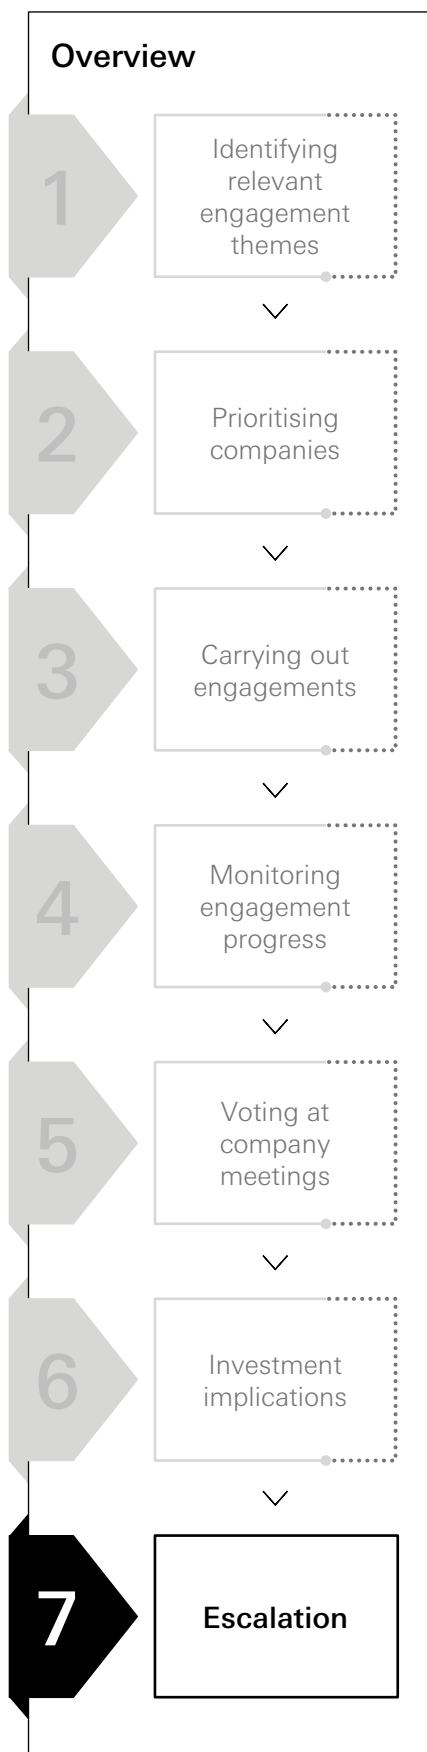 Overview
1
Identifying
relevant
engagement
themes
2
Prioritising
companies
3
Carrying out
engagements
4
Monitoring
engagement
progress
5
Voting at
company
meetings
6
Investment
implications
7
Escalation